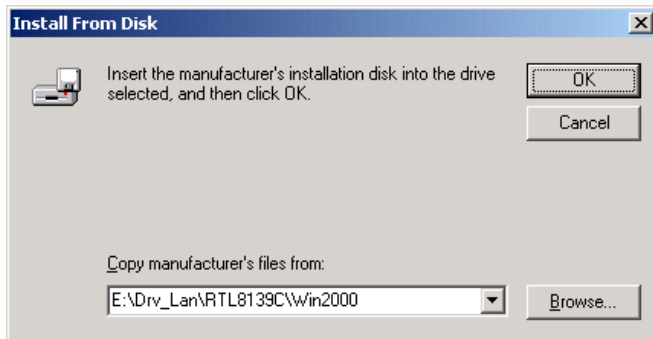 Install From Disk
Insert the manufacturer's installation disk into the drive
selected, and then click OK.
OK
Cancel
Copy manufacturer's files from:
E:\Drv_Lan\RTL8139C\Win2000
Browse...